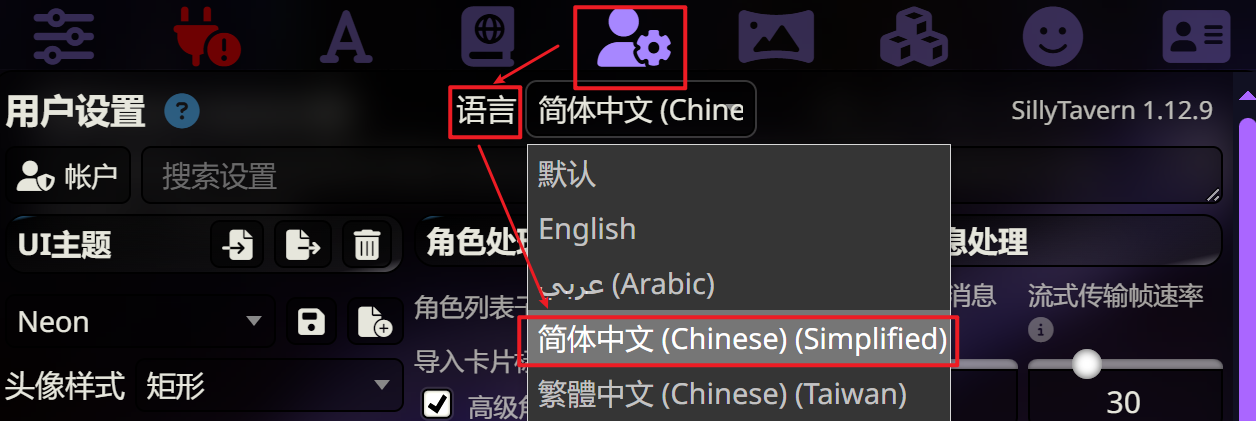 用户设置
语言
简体中文 (Chine
SillyTavern 1.12.9
帐户
搜索设置
默认
English
UI主题
角色处理
息处理
عربي (Arabic)
角色列表
消息
流式传输帧速率
Neon
简体中文 (Chinese) (Simplified)
导入卡片
头像样式
矩形
高级
繁體中文 (Chinese) (Taiwan)
30